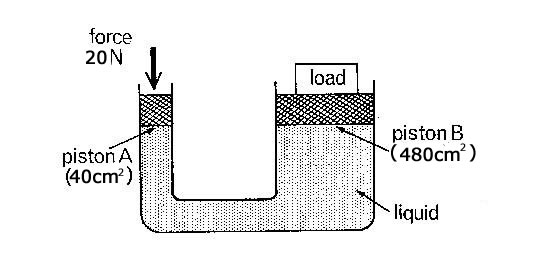 force
20N
load
piston A
(40cm²)
piston B
(480cm²)
liquid